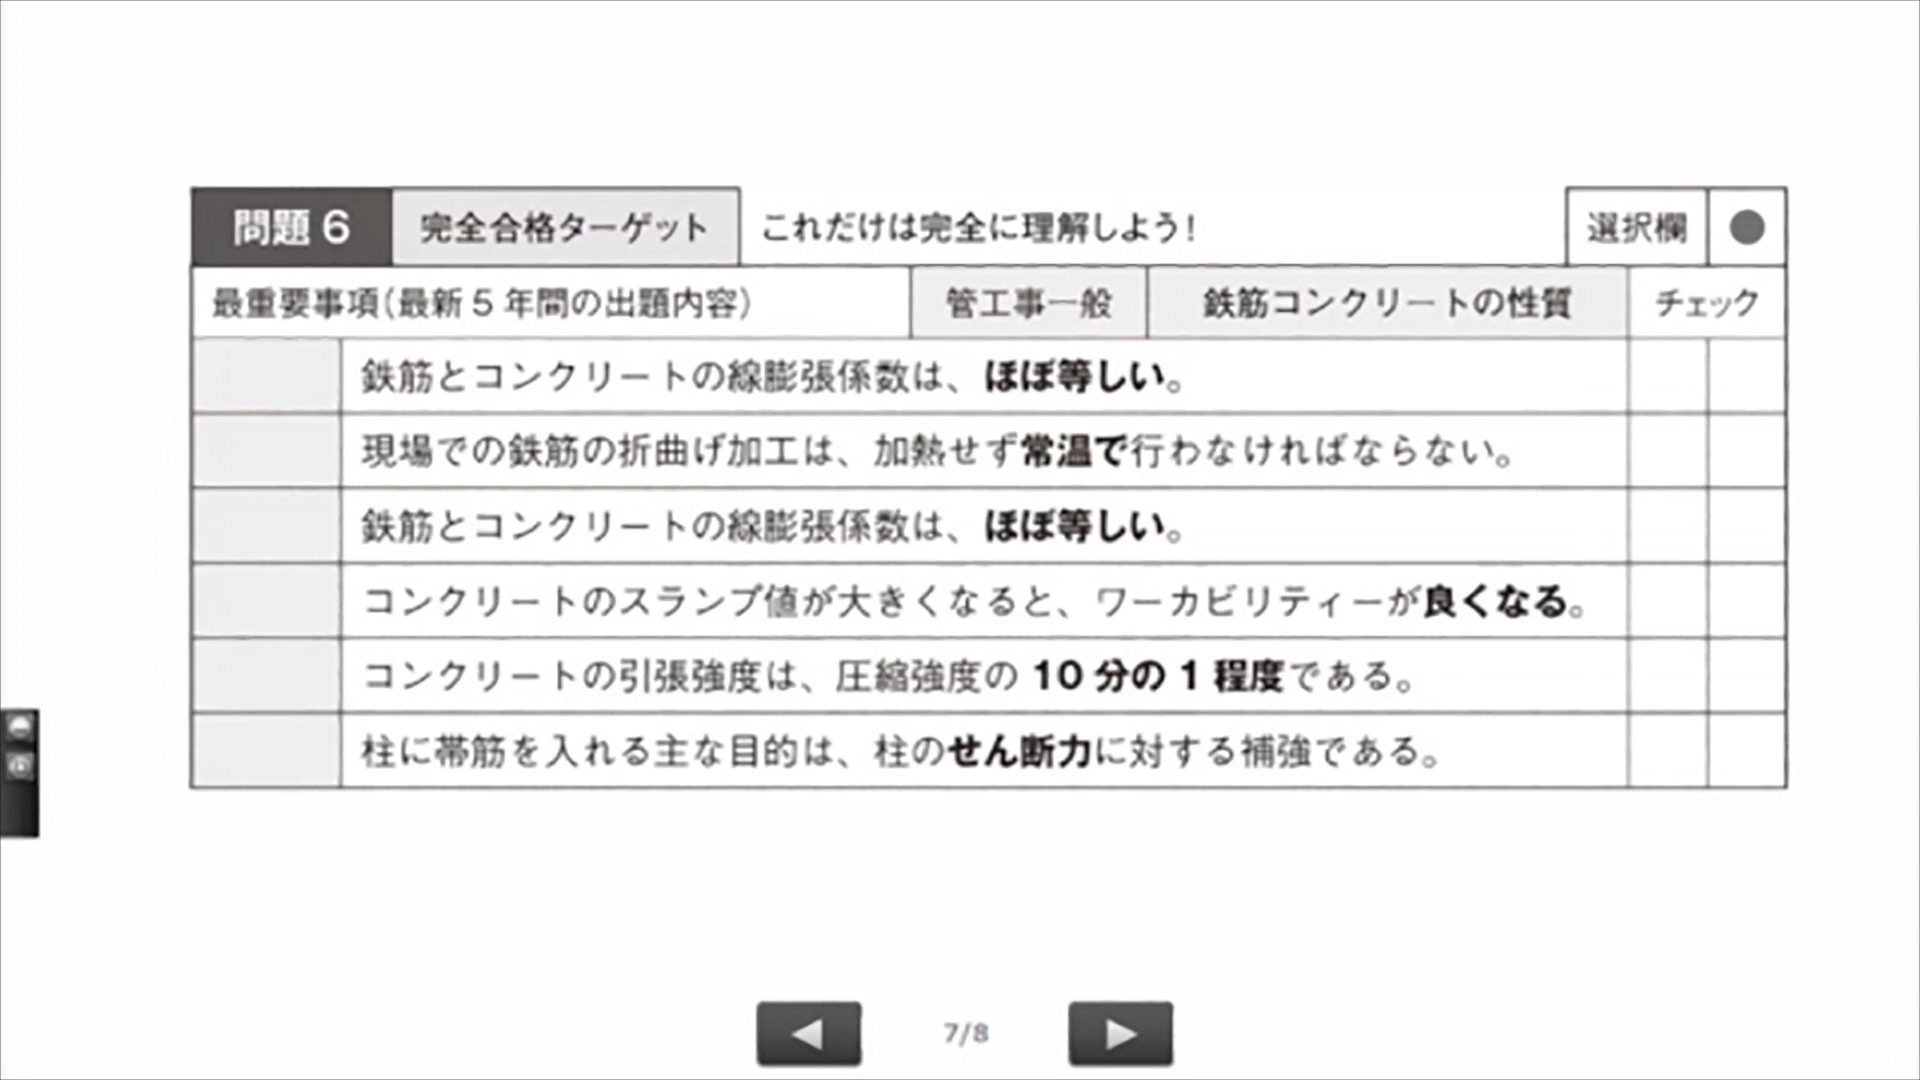 問題6 完全合格ターゲット これだけは完全に理解しよう! 選択欄 ●
最重要事項(最新5年間の出題内容) 管工事一般 鉄筋コンクリートの性質 チェック
鉄筋とコンクリートの線膨張係数は、ほぼ等しい。
現場での鉄筋の折曲げ加工は、加熱せず常温で行わなければならない。
鉄筋とコンクリートの線膨張係数は、ほぼ等しい。
コンクリートのスランプ値が大きくなると、ワーカビリティーが良くなる。
コンクリートの引張強度は、圧縮強度の10分の1程度である。
柱に帯筋を入れる主な目的は、柱のせん断力に対する補強である。
7/8